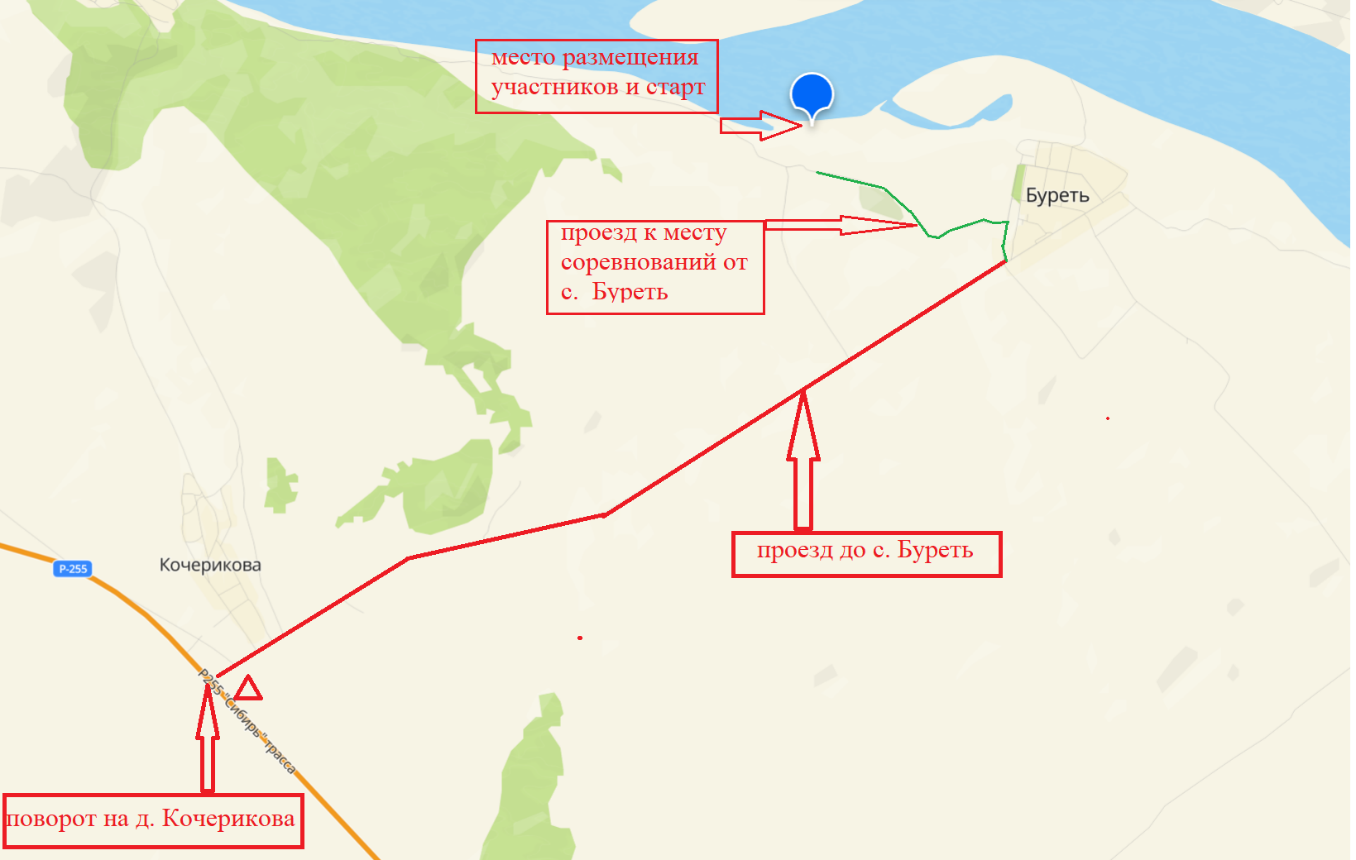 место размещения
участников и старт
Буреть
проезд к месту
соревнований от
с. Буреть
проезд до с. Буреть
Кочерикова
Р-255
Р255 "Сибирь" трасса
поворот на д. Кочерикова